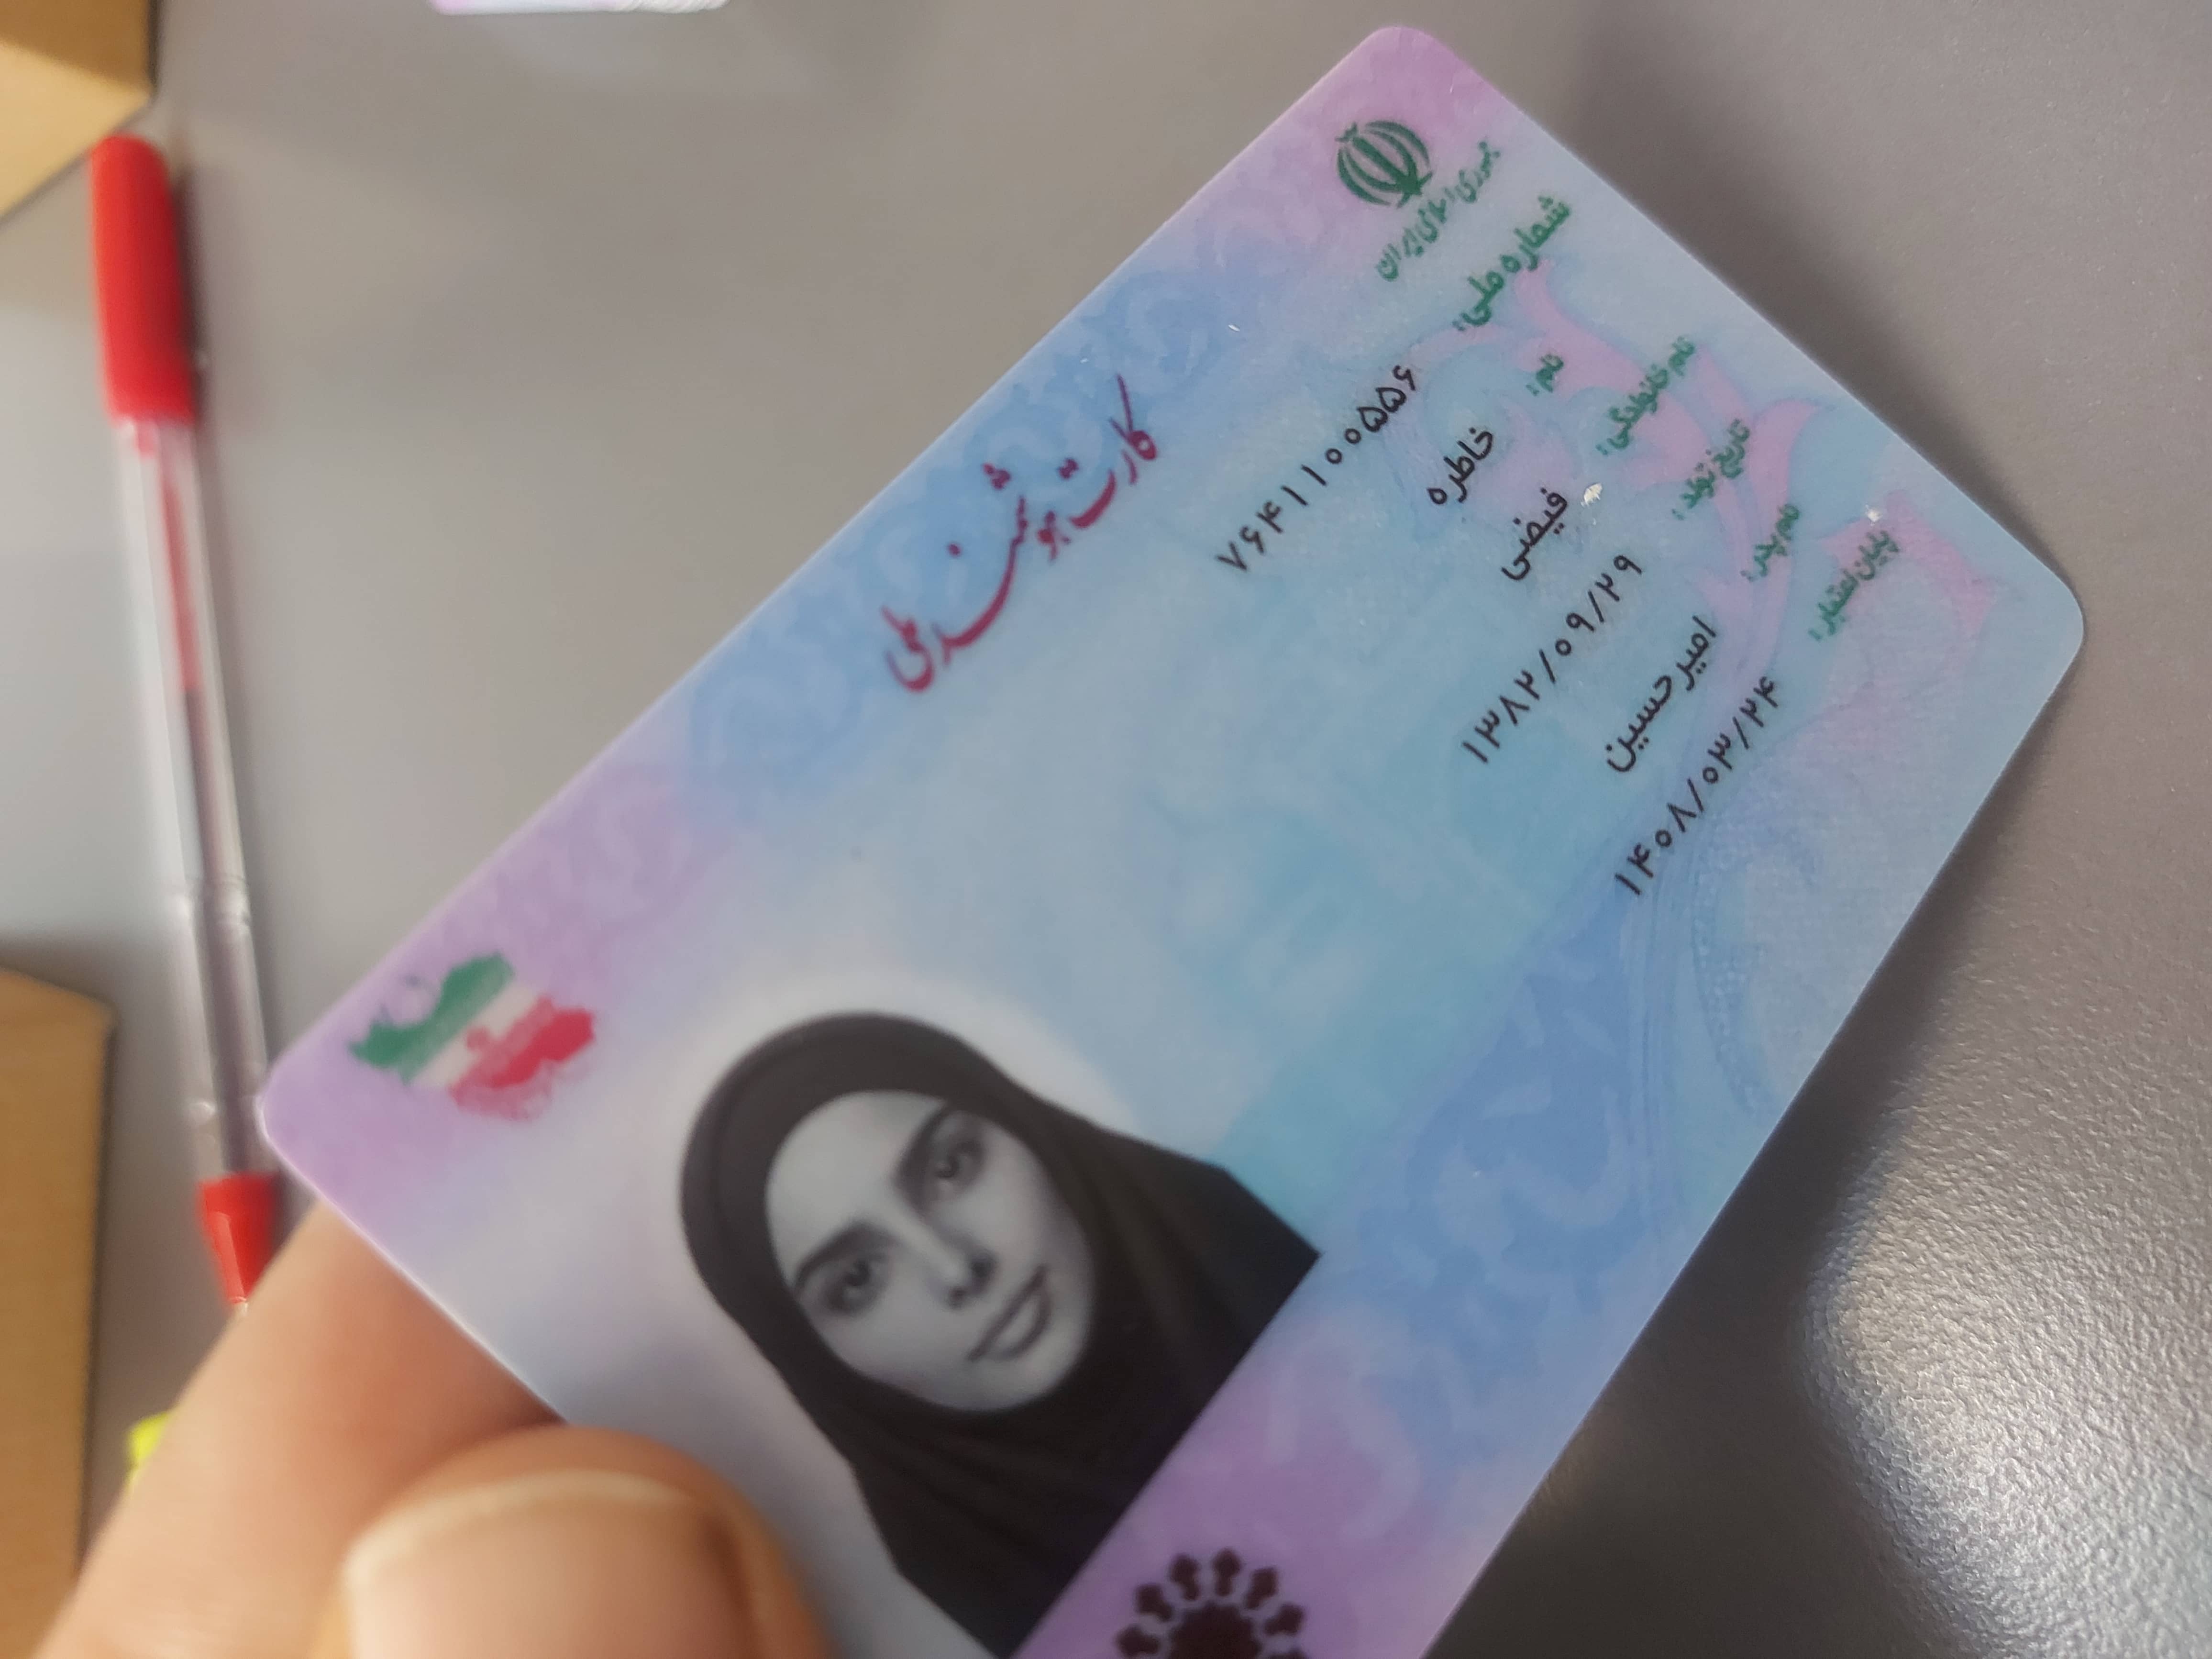 جمهوری اسلامی ایران
کارت هوشمند ملی
شماره ملی: ۷۶۴۱۱۰۰۵۵۶
نام: خاطره
نام خانوادگی: فیضی
تاریخ تولد: ۱۳۸۲/۰۹/۲۹
نام پدر: امیرحسین
پایان اعتبار: ۱۴۰۸/۰۳/۲۴